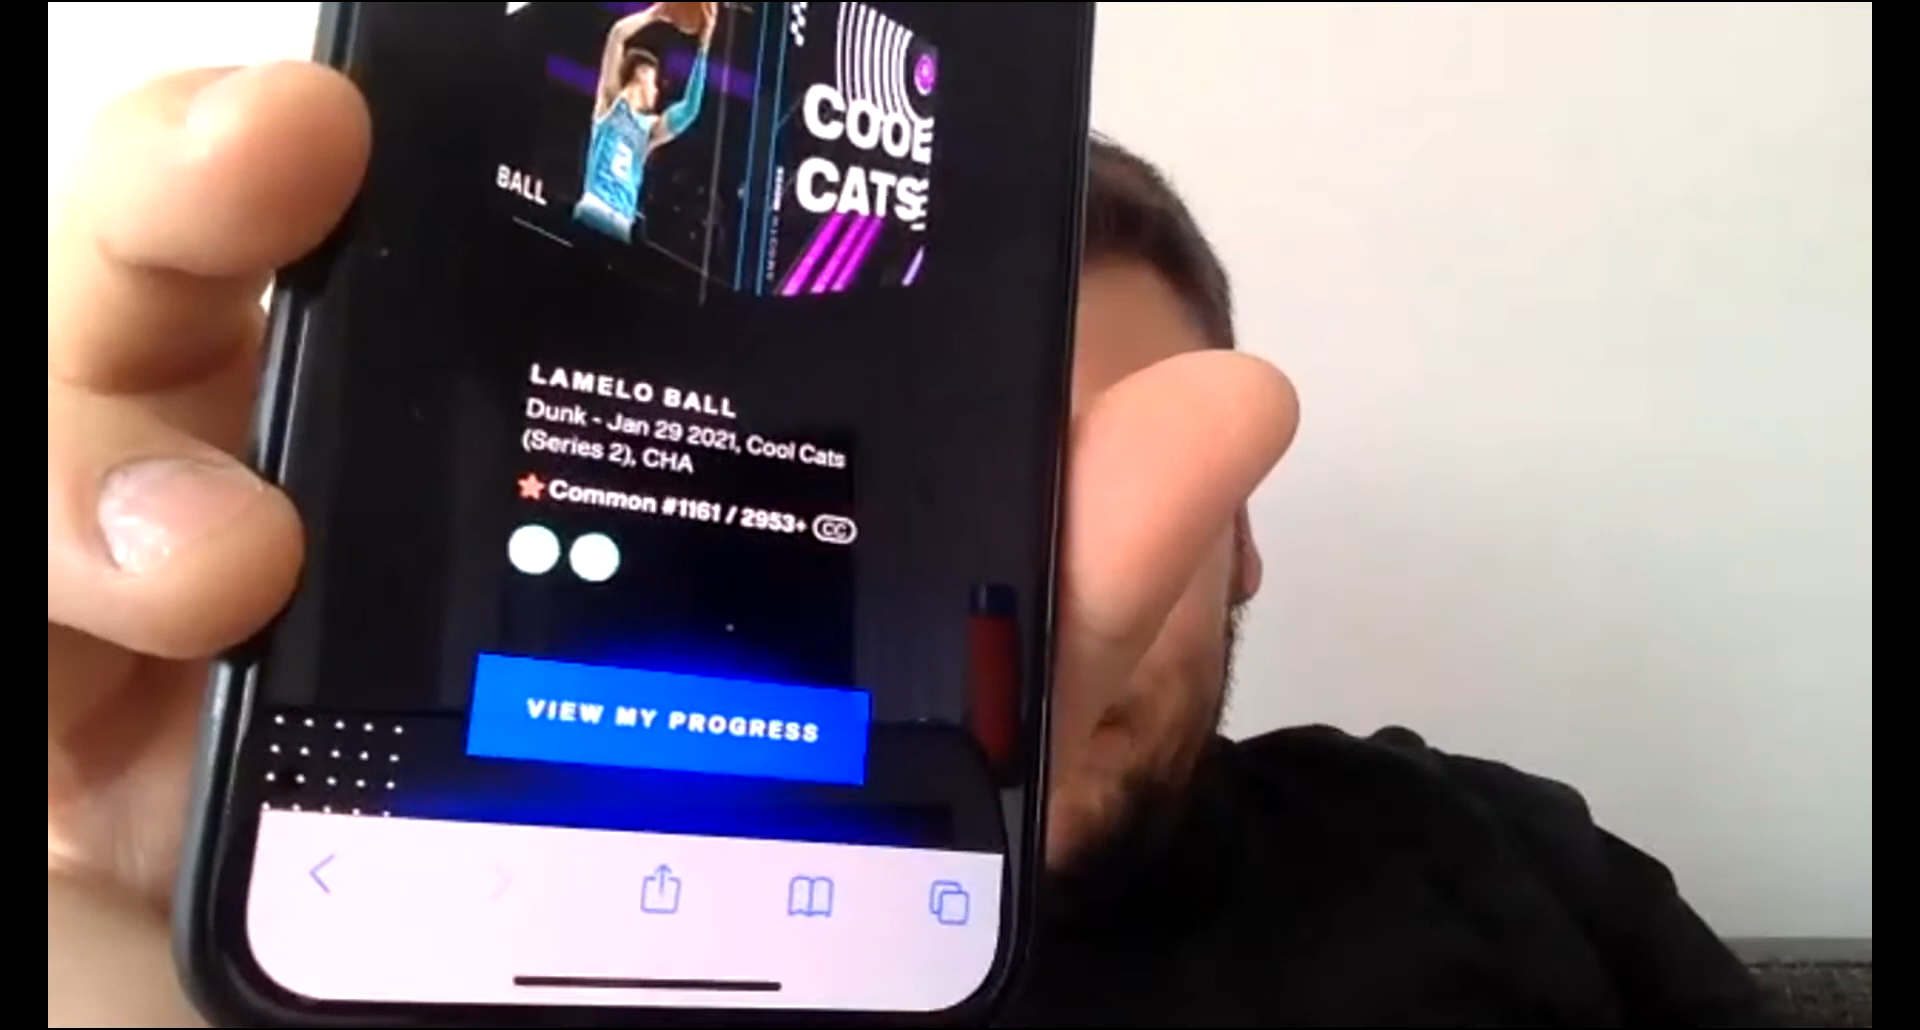 BALL
2
COOL
CATS
LAMELO BALL
Dunk - Jan 29 2021, Cool Cats
(Series 2), CHA
Common #1161 / 2953+ CC
VIEW MY PROGRESS